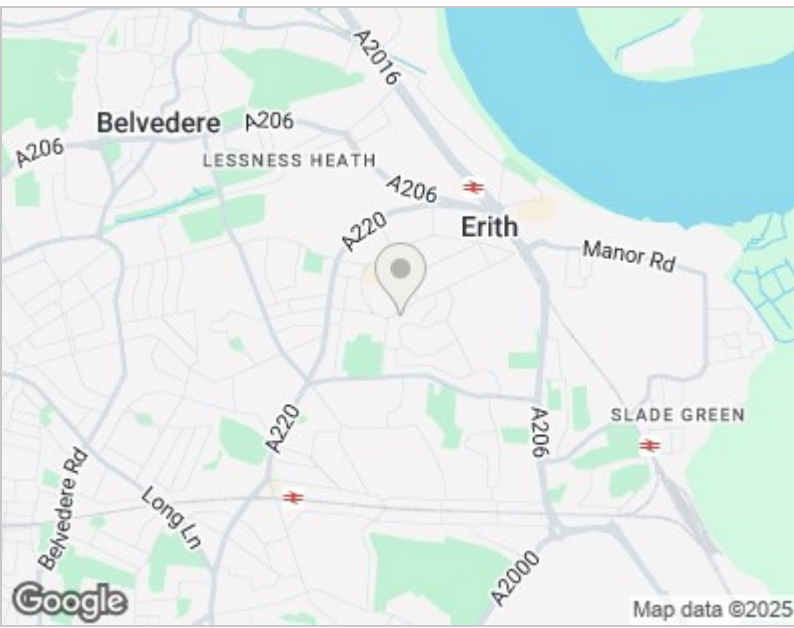 A2016
Belvedere
A206
A206
LESSNESS HEATH
A206
A220
Erith
Manor Rd
A220
A206
SLADE GREEN
Belvedere Rd
Long Ln
A2000
Google
Map data ©2025